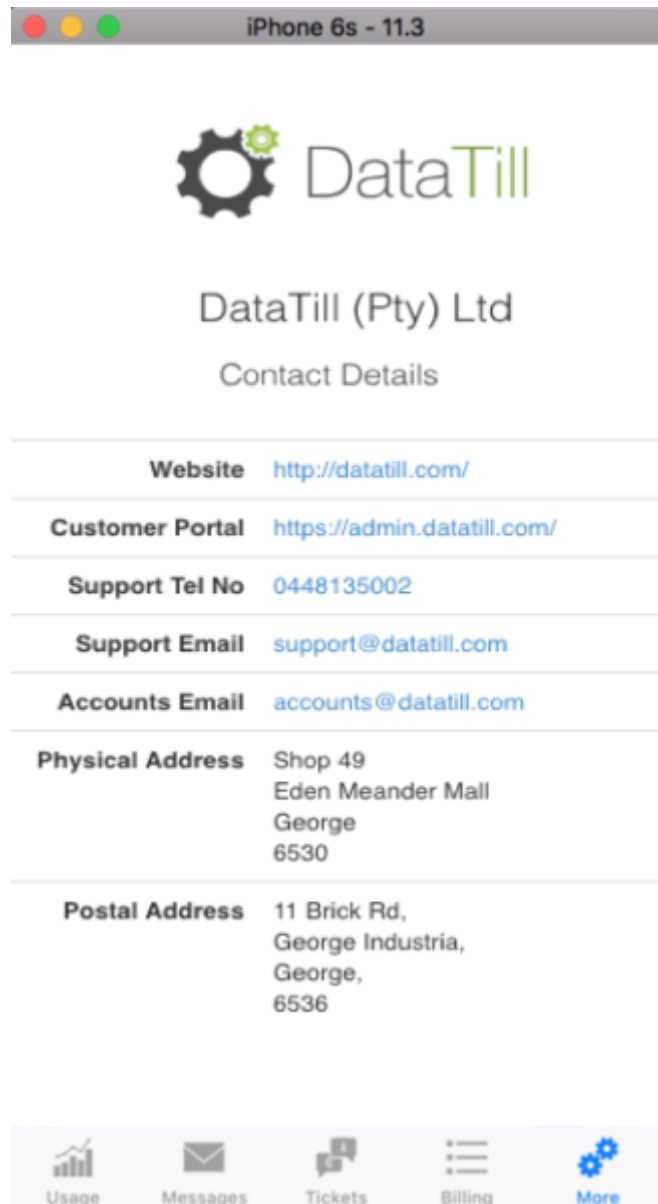 iPhone 6s - 11.3
DataTill
DataTill (Pty) Ltd
Contact Details
Website http://datatill.com/
Customer Portal https://admin.datatill.com/
Support Tel No 0448135002
Support Email support@datatill.com
Accounts Email accounts@datatill.com
Physical Address Shop 49
Eden Meander Mall
George
6530
Postal Address 11 Brick Rd,
George Industria,
George,
6536
Usage Messages Tickets Billing More